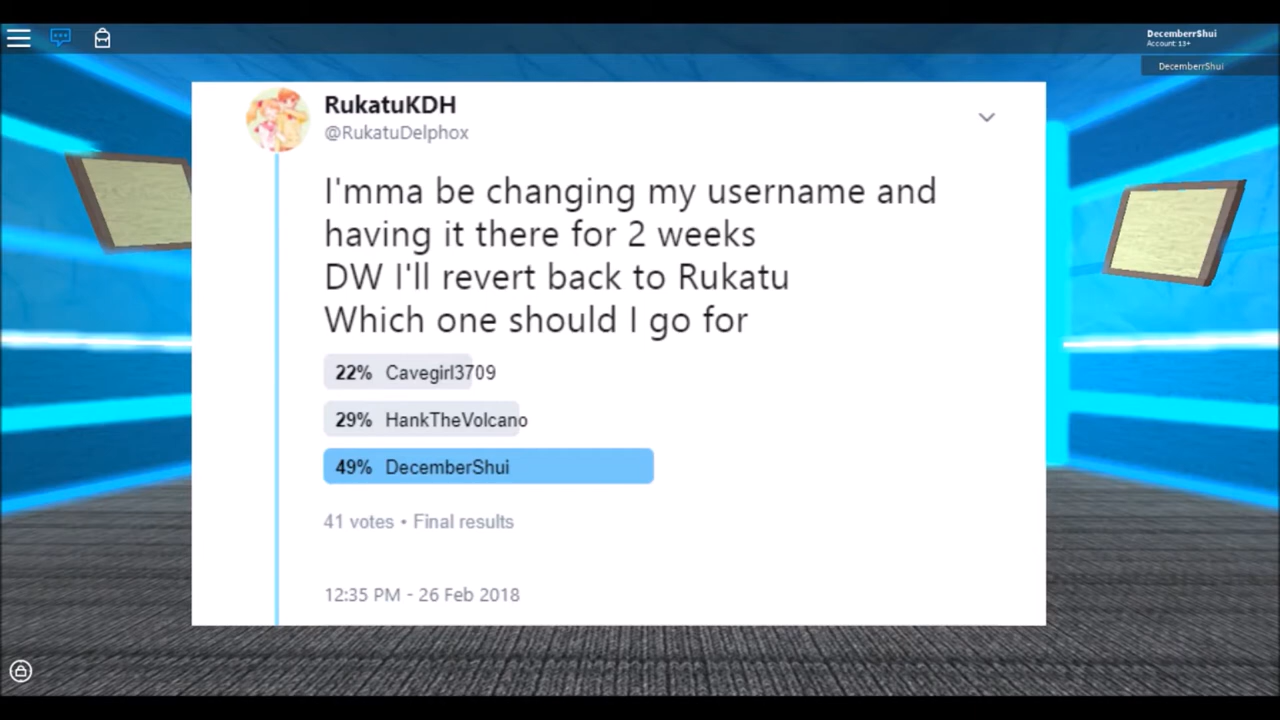 DecemberrShui
Account: 13+
DecemberrShui
RukatuKDH
@RukatuDelphox
I'mma be changing my username and
having it there for 2 weeks
DW I'll revert back to Rukatu
Which one should I go for
22% Cavegirl3709
29% HankTheVolcano
49% DecemberShui
41 votes • Final results
12:35 PM - 26 Feb 2018